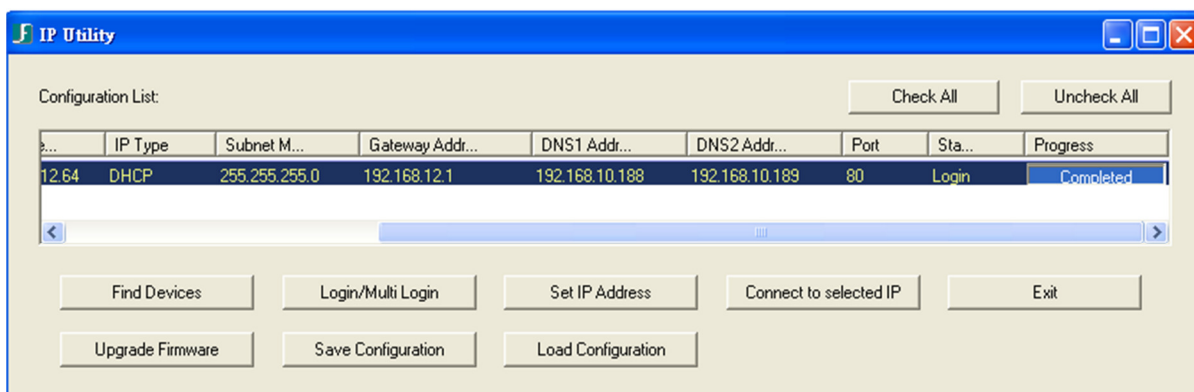 IP Utility
Configuration List: Check All Uncheck All
e... IP Type Subnet M... Gateway Addr... DNS1 Addr... DNS2 Addr... Port Sta... Progress
12.64 DHCP 255.255.255.0 192.168.12.1 192.168.10.188 192.168.10.189 80 Login Completed
Find Devices Login/Multi Login Set IP Address Connect to selected IP Exit
Upgrade Firmware Save Configuration Load Configuration